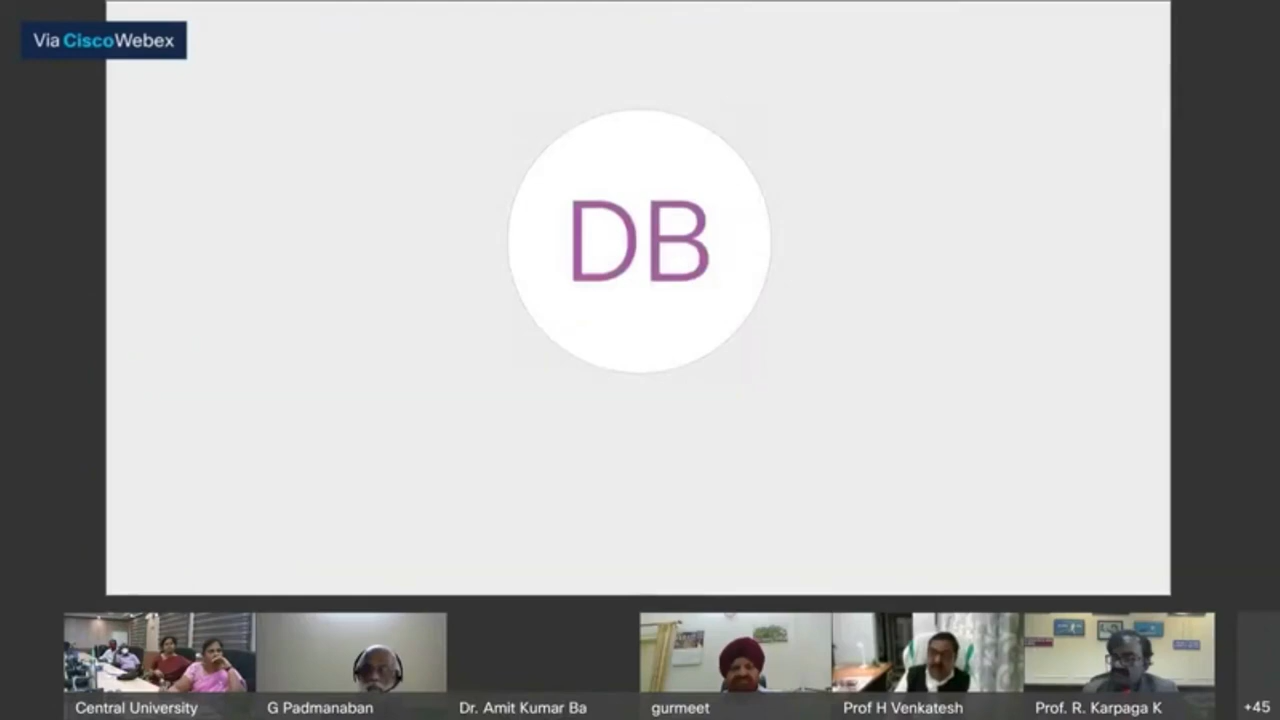 Via CiscoWebex
DB
Central University
G Padmanaban
Dr. Amit Kumar Ba
gurmeet
Prof H Venkatesh
Prof. R. Karpaga K
+45